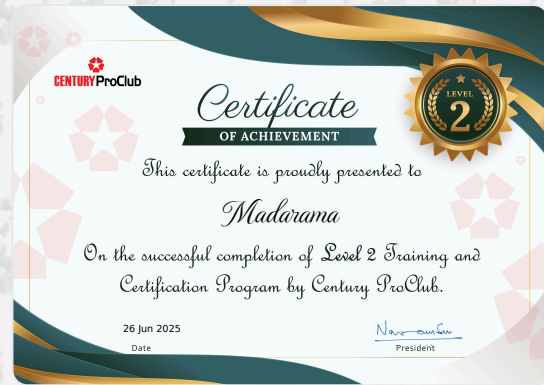 CENTURY ProClub
Certificate
OF ACHIEVEMENT
LEVEL
2
This certificate is proudly presented to
Madarama
On the successful completion of Level 2 Training and
Certification Program by Century ProClub.
26 Jun 2025
Date
President